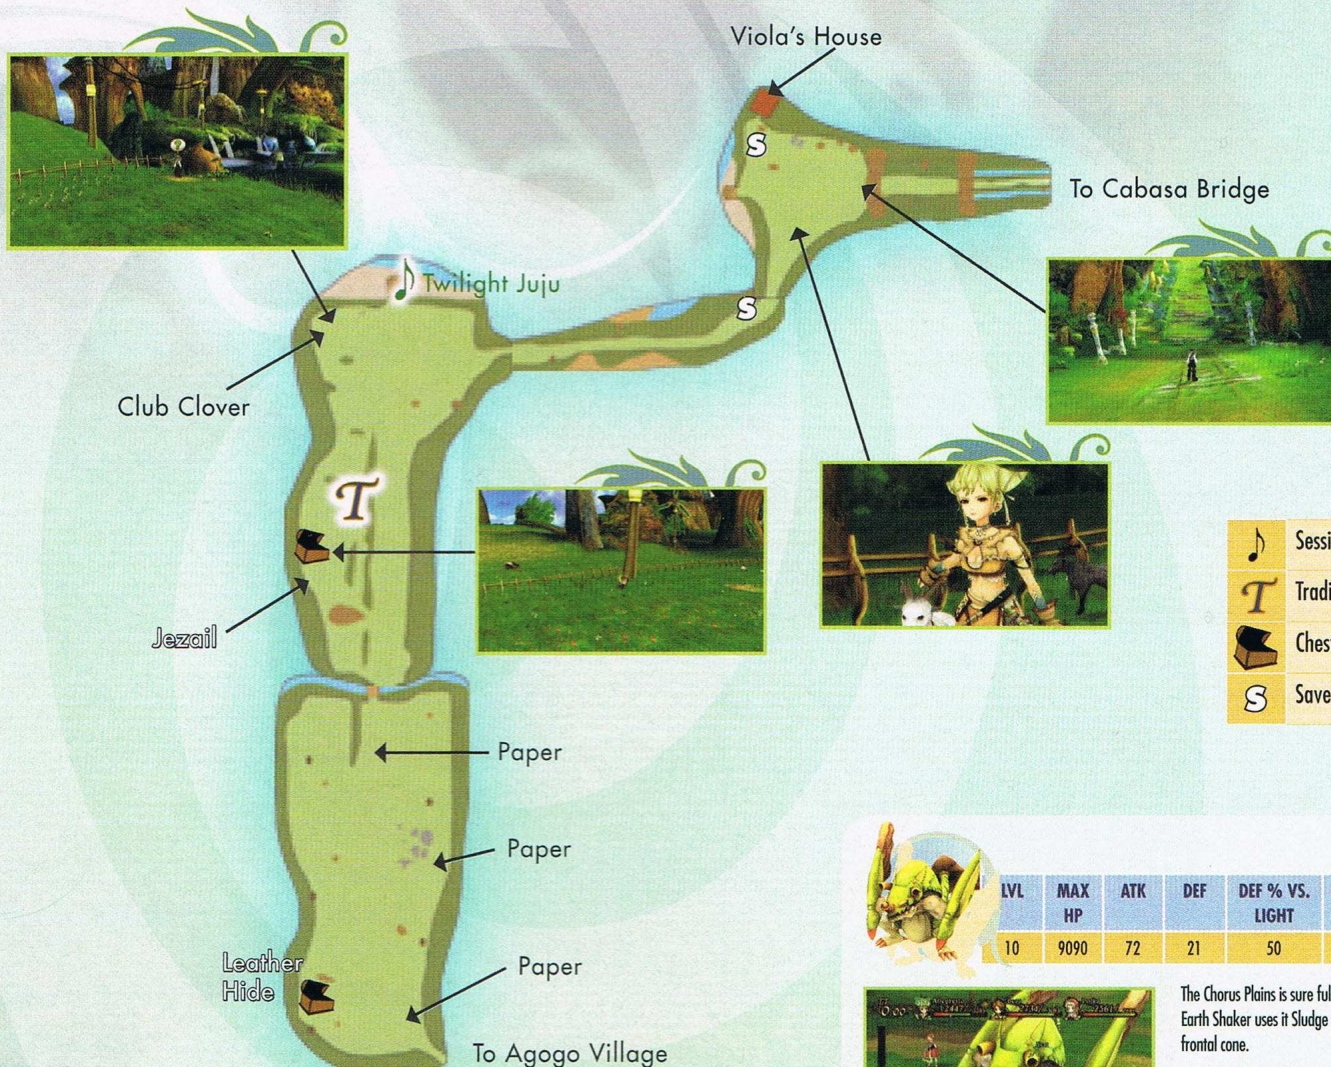 Viola's House
S
To Cabasa Bridge
Twilight Juju
S
Club Clover
T
Jezail
Paper
Paper
Leather
Hide
Paper
To Agogo Village
Sessi
T Tradi
Ches
S Save
LVL MAX HP ATK DEF DEF % VS. LIGHT
10 9090 72 21 50
The Chorus Plains is sure ful
Earth Shaker uses it Sludge
frontal cone.